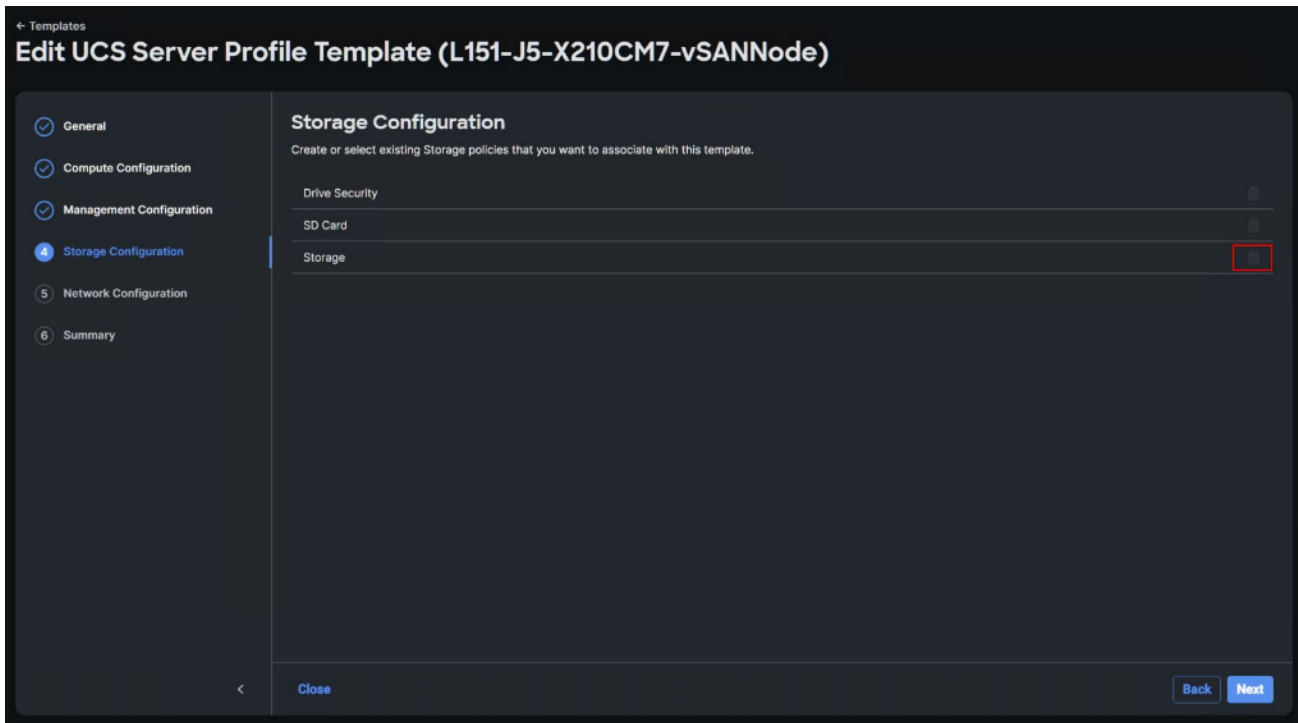 ← Templates
Edit UCS Server Profile Template (L151-J5-X210CM7-vSANNode)
General
Compute Configuration
Management Configuration
4 Storage Configuration
5 Network Configuration
6 Summary
Storage Configuration
Create or select existing Storage policies that you want to associate with this template.
Drive Security
SD Card
Storage
Close
Back
Next